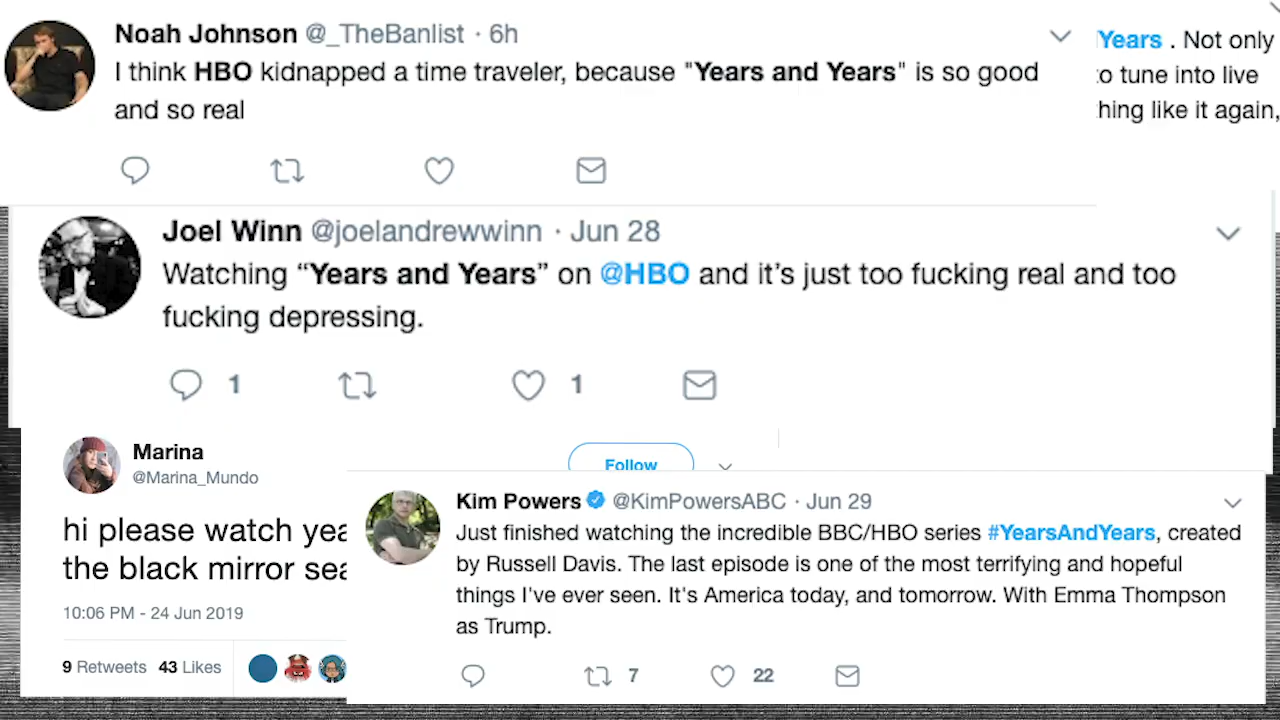 Noah Johnson @_TheBanlist · 6h
I think HBO kidnapped a time traveler, because "Years and Years" is so good
and so real
Years . Not only
to tune into live
hing like it again,
Joel Winn @joelandrewwinn · Jun 28
Watching “Years and Years” on @HBO and it’s just too fucking real and too
fucking depressing.
1
1
Marina
@Marina_Mundo
hi please watch yea
the black mirror sea
10:06 PM - 24 Jun 2019
9 Retweets 43 Likes
Follow
Kim Powers @KimPowersABC · Jun 29
Just finished watching the incredible BBC/HBO series #YearsAndYears, created
by Russell Davis. The last episode is one of the most terrifying and hopeful
things I've ever seen. It's America today, and tomorrow. With Emma Thompson
as Trump.
7
22